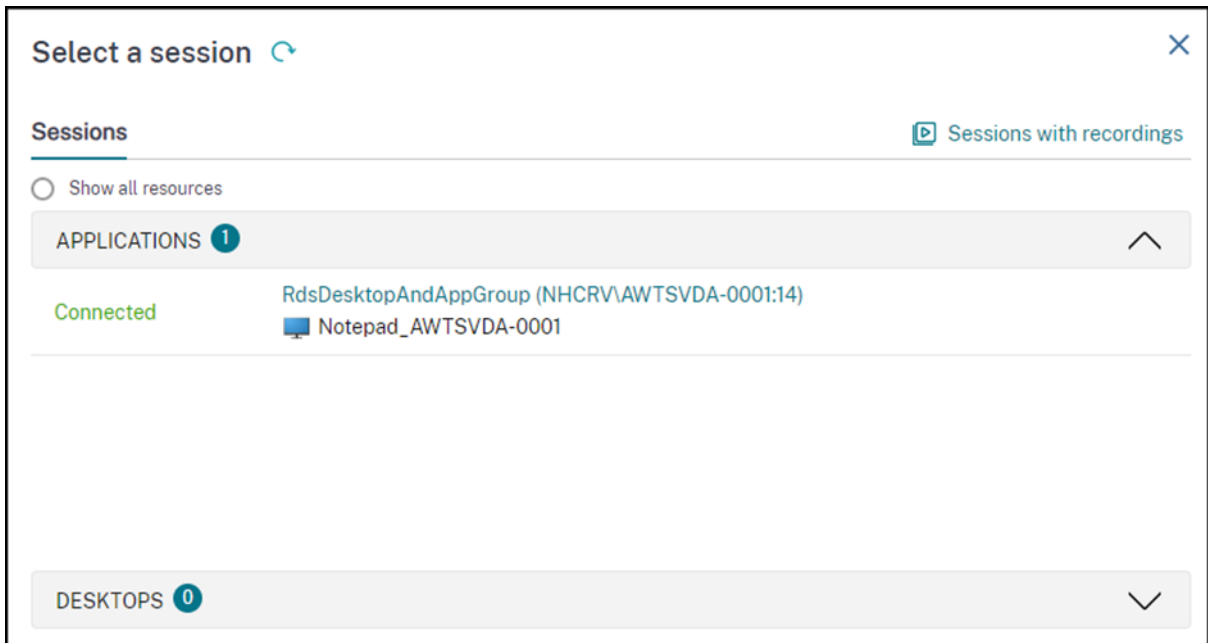 Select a session
Sessions
Sessions with recordings
Show all resources
APPLICATIONS 1
Connected
RdsDesktopAndAppGroup (NHCRV\AWTSVDA-0001:14)
Notepad_AWTSVDA-0001
DESKTOPS 0